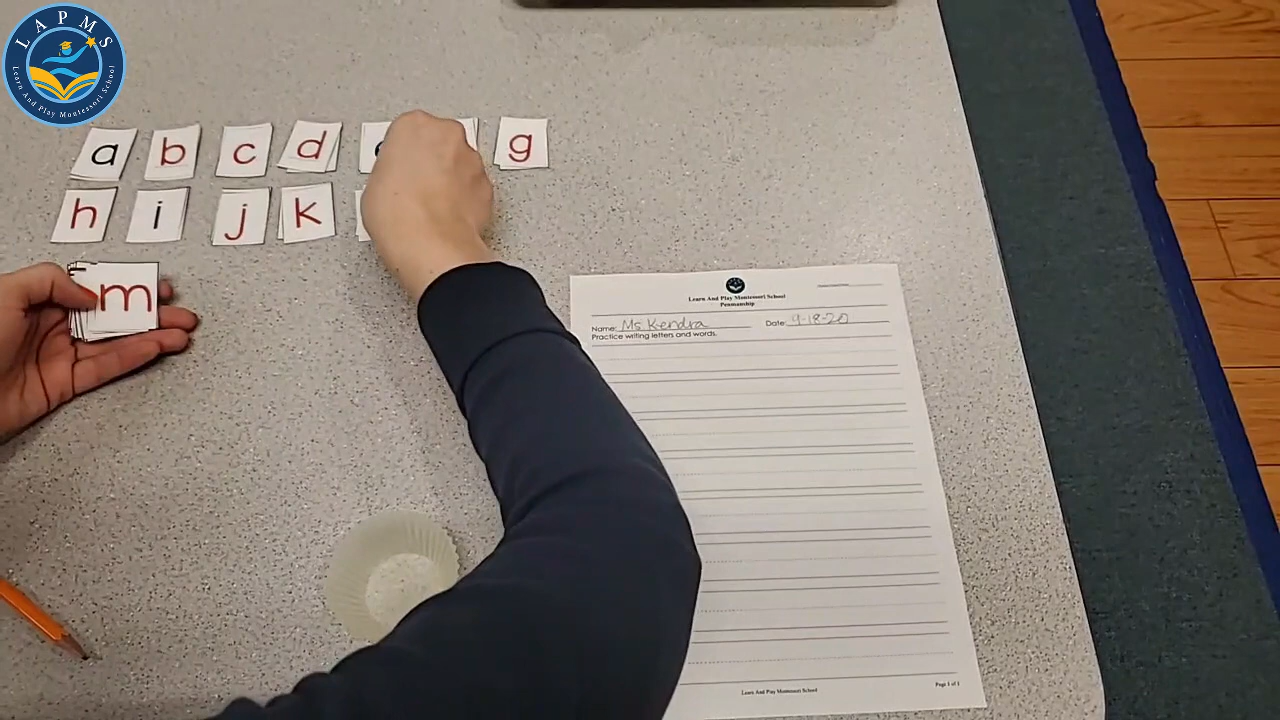 LAPMS
Learn And Play Montessori School
a b c d g
h i j k
m
Learn And Play Montessori School
Penmanship
Name: Ms Kendra Date: 9-18-20
Practice writing letters and words.
Learn And Play Montessori School Page 1 of 1